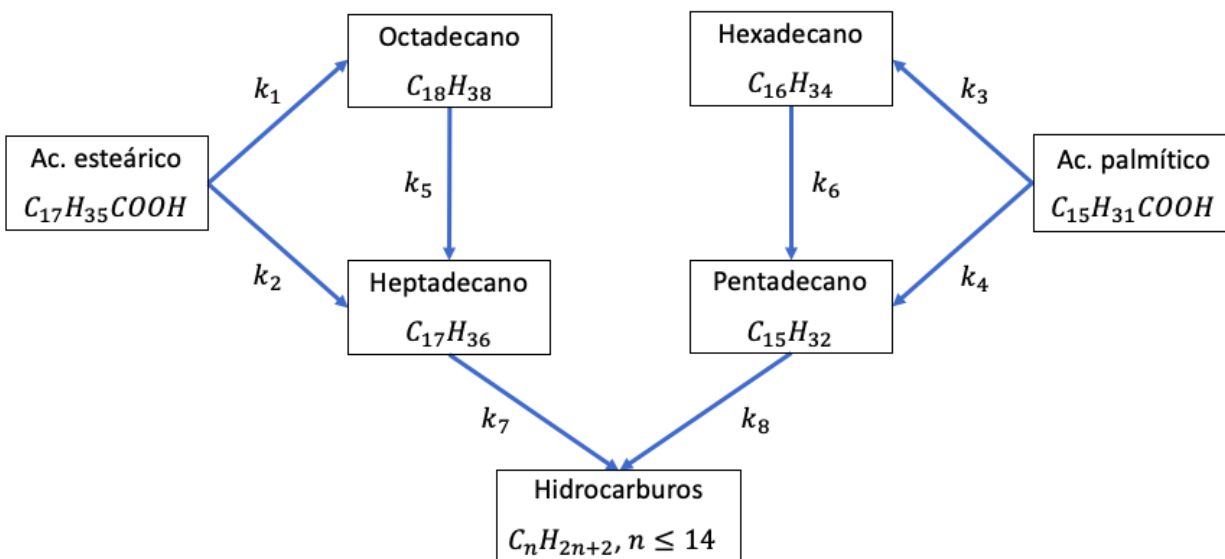 Octadecano
C₁₈H₃₈
Hexadecano
C₁₆H₃₄
k₁
k₃
Ac. esteárico
C₁₇H₃₅COOH
Ac. palmítico
C₁₅H₃₁COOH
k₅
k₆
k₂
k₄
Heptadecano
C₁₇H₃₆
Pentadecano
C₁₅H₃₂
k₇
k₈
Hidrocarburos
CₙH₂ₙ₊₂, n ≤ 14